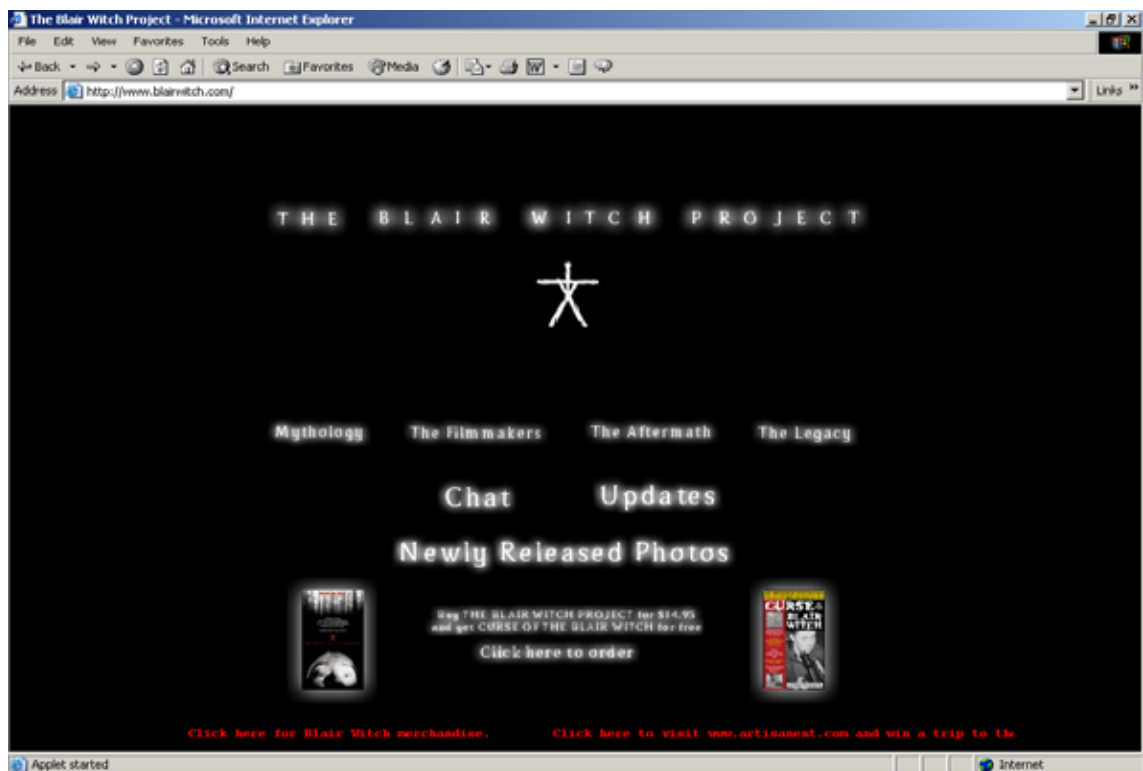 The Blair Witch Project - Microsoft Internet Explorer
File Edit View Favorites Tools Help
Back Search Favorites Media
Address http://www.blairwitch.com/ Links »
THE BLAIR WITCH PROJECT
Mythology The Filmmakers The Aftermath The Legacy
Chat Updates
Newly Released Photos
Buy THE BLAIR WITCH PROJECT for $14.95
and get CURSE OF THE BLAIR WITCH for free
Click here to order
CURSE OF THE
BLAIR
WITCH
Click here for Blair Witch merchandise. Click here to visit www.artisanent.com and win a trip to the
Applet started Internet